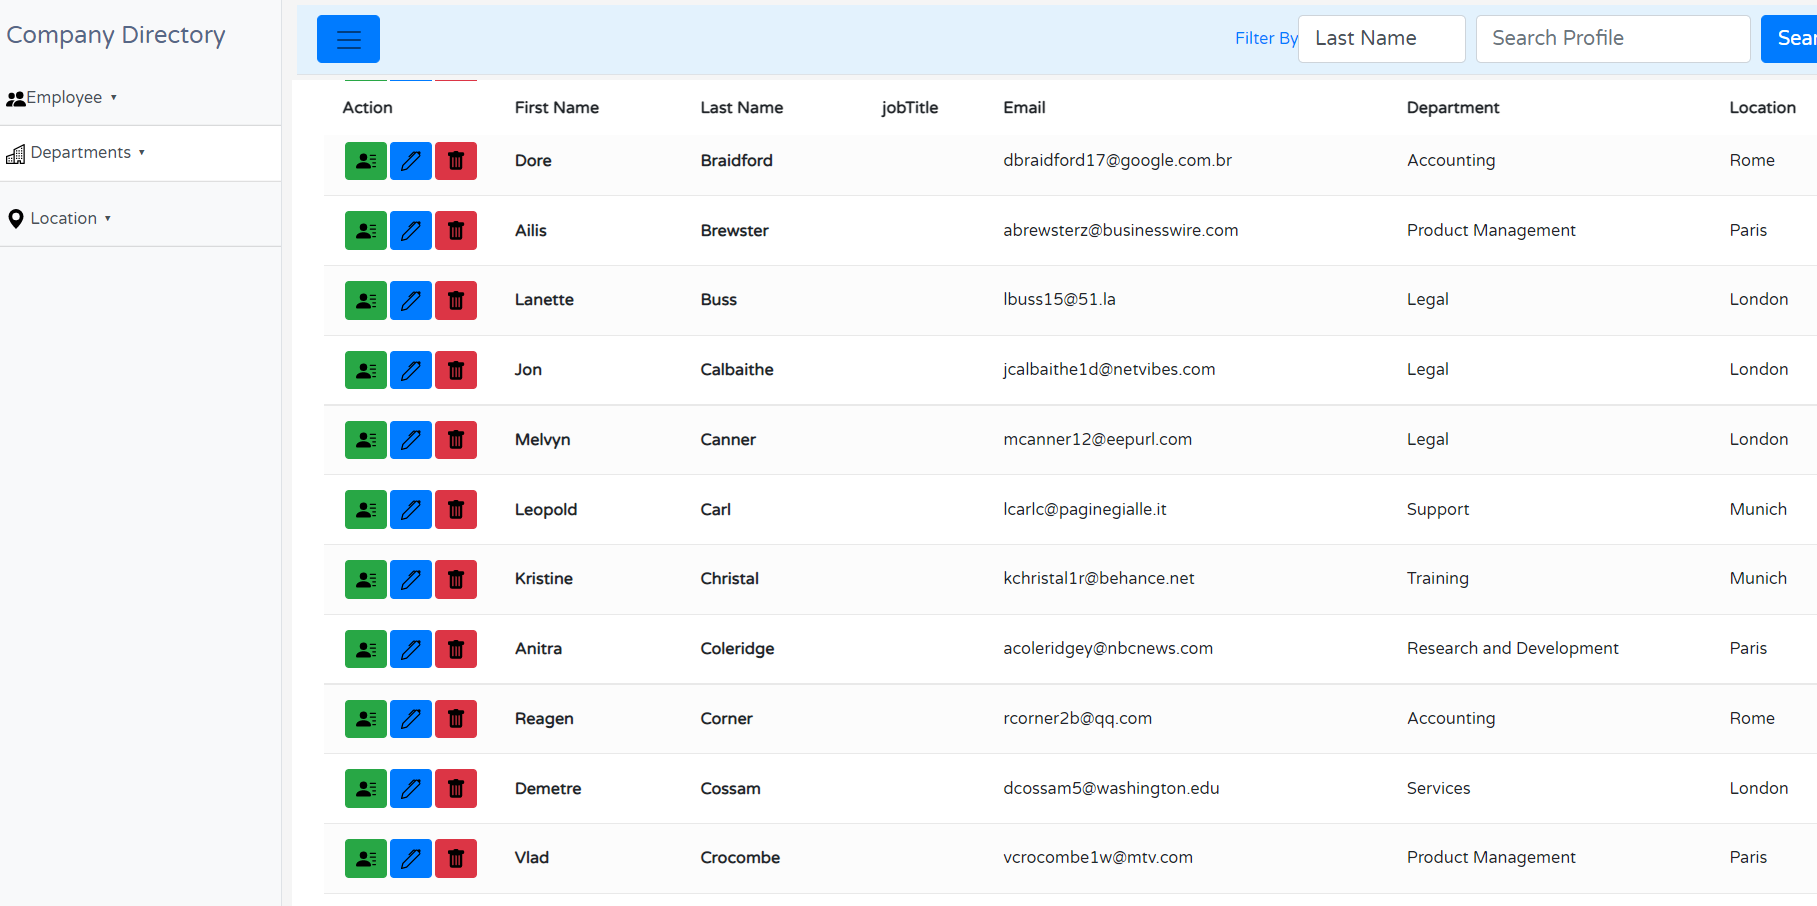 Company Directory
Employee
Departments
Location
Filter By Last Name Search Profile
Action First Name Last Name jobTitle Email Department Location
Dore Braidford dbraidford17@google.com.br Accounting Rome
Ailis Brewster abrewsterz@businesswire.com Product Management Paris
Lanette Buss lbuss15@51.la Legal London
Jon Calbaithe jcalbaithe1d@netvibes.com Legal London
Melvyn Canner mcanner12@eepurl.com Legal London
Leopold Carl lcarlc@paginegialle.it Support Munich
Kristine Christal kchristal1r@behance.net Training Munich
Anitra Coleridge acoleridgey@nbcnews.com Research and Development Paris
Reagen Corner rcorner2b@qq.com Accounting Rome
Demetre Cossam dcossam5@washington.edu Services London
Vlad Crocombe vcrocombe1w@mtv.com Product Management Paris